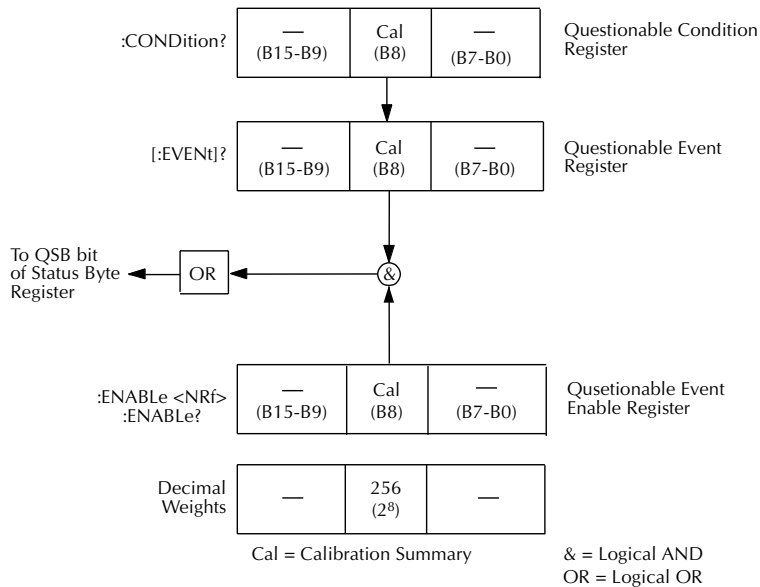 :CONDition?
—
(B15-B9)
Cal
(B8)
—
(B7-B0)
Questionable Condition
Register
[:EVENt]?
—
(B15-B9)
Cal
(B8)
—
(B7-B0)
Questionable Event
Register
To QSB bit
of Status Byte
Register
OR
&
:ENABLe <NRf>
:ENABLe?
—
(B15-B9)
Cal
(B8)
—
(B7-B0)
Qusetionable Event
Enable Register
Decimal
Weights
—
256
(2⁸)
—
Cal = Calibration Summary
& = Logical AND
OR = Logical OR